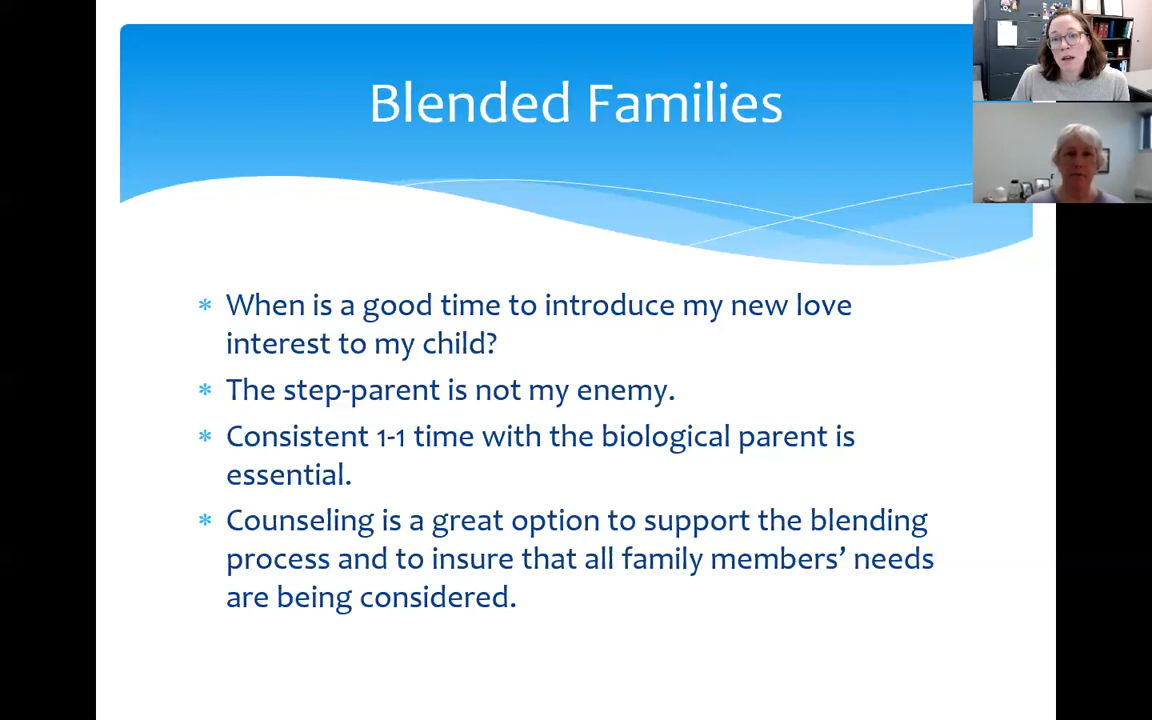 Blended Families
* When is a good time to introduce my new love
interest to my child?
* The step-parent is not my enemy.
* Consistent 1-1 time with the biological parent is
essential.
* Counseling is a great option to support the blending
process and to insure that all family members’ needs
are being considered.